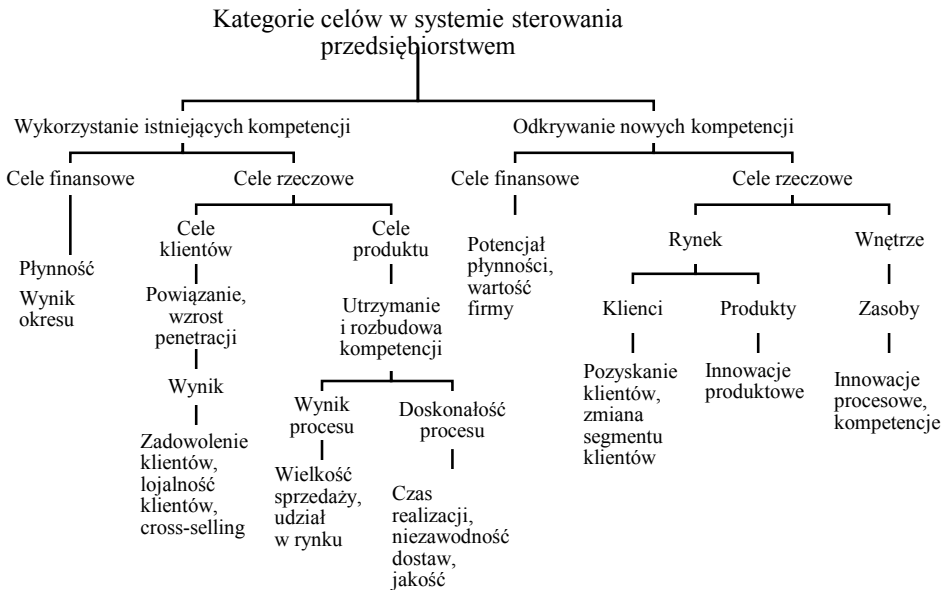 Kategorie celów w systemie sterowania
przedsiębiorstwem
Wykorzystanie istniejących kompetencji
Odkrywanie nowych kompetencji
Cele finansowe
Cele rzeczowe
Cele finansowe
Cele rzeczowe
Płynność
Wynik
okresu
Cele
klientów
Powiązanie,
wzrost
penetracji
Wynik
Zadowolenie
klientów,
lojalność
klientów,
cross-selling
Cele
produktu
Utrzymanie
i rozbudowa
kompetencji
Wynik
procesu
Wielkość
sprzedaży,
udział
w rynku
Doskonałość
procesu
Czas
realizacji,
niezawodność
dostaw,
jakość
Potencjał
płynności,
wartość
firmy
Rynek
Klienci
Pozyskanie
klientów,
zmiana
segmentu
klientów
Produkty
Innowacje
produktowe
Wnętrze
Zasoby
Innowacje
procesowe,
kompetencje